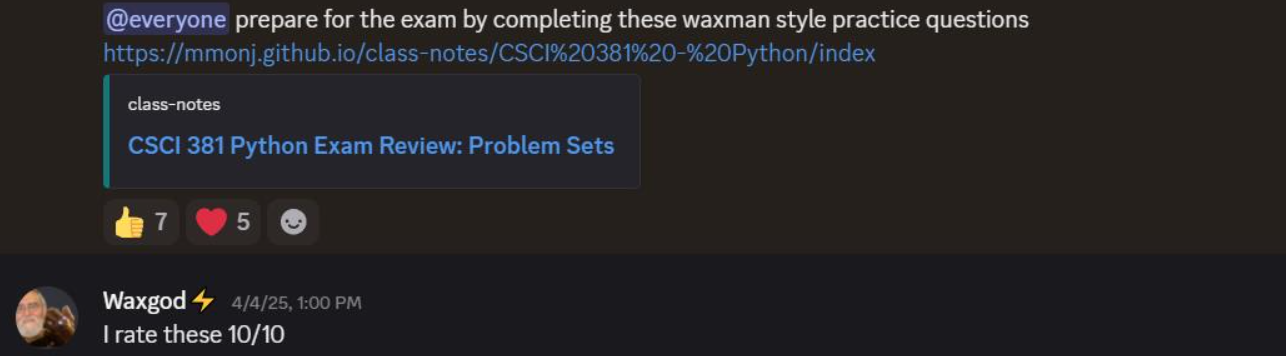 @everyone prepare for the exam by completing these waxman style practice questions
https://mmonj.github.io/class-notes/CSCI%20381%20-%20Python/index
class-notes
CSCI 381 Python Exam Review: Problem Sets
7 5
Waxgod 4/4/25, 1:00 PM
I rate these 10/10